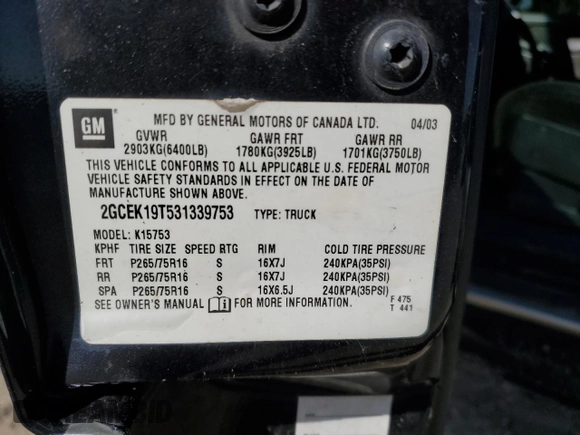 GM
MFD BY GENERAL MOTORS OF CANADA LTD. 04/03
GVWR GAWR FRT GAWR RR
2903KG(6400LB) 1780KG(3925LB) 1701KG(3750LB)
THIS VEHICLE CONFORMS TO ALL APPLICABLE U.S. FEDERAL MOTOR
VEHICLE SAFETY STANDARDS IN EFFECT ON THE DATE OF
MANUFACTURE SHOWN ABOVE.
2GCEK19T531339753 TYPE: TRUCK
MODEL: K15753
KPHF TIRE SIZE SPEED RTG RIM COLD TIRE PRESSURE
FRT P265/75R16 S 16X7J 240KPA(35PSI)
RR P265/75R16 S 16X7J 240KPA(35PSI)
SPA P265/75R16 S 16X6.5J 240KPA(35PSI)
SEE OWNER'S MANUAL FOR MORE INFORMATION. F 475
T 441